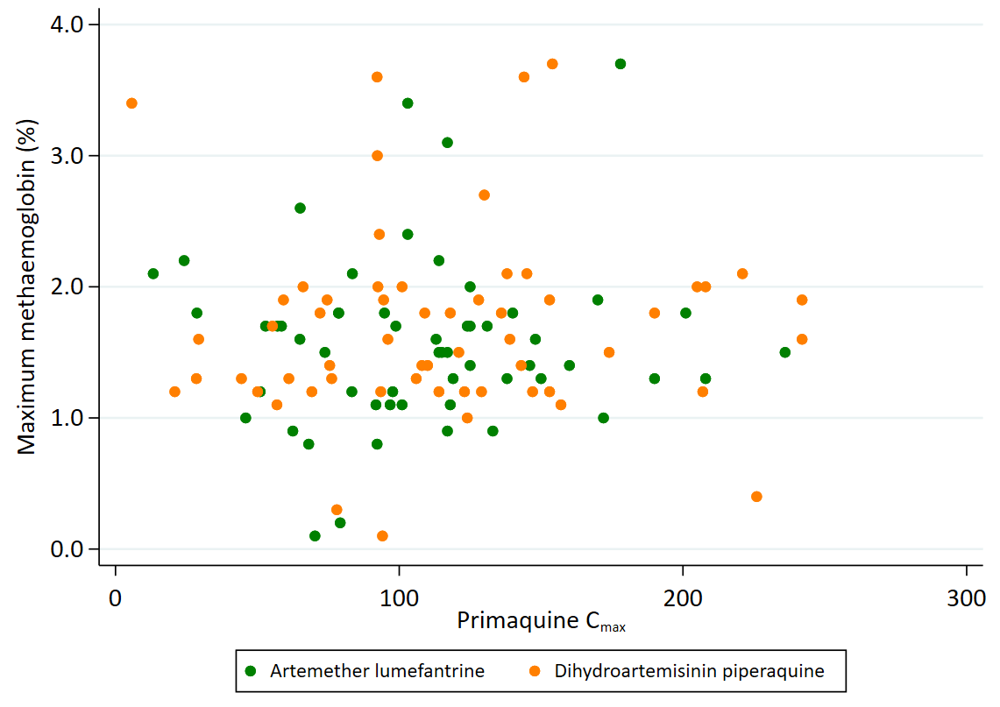 4.0
3.0
2.0
1.0
0.0
Maximum methaemoglobin (%)
0 100 200 300
Primaquine Cmax
Artemether lumefantrine Dihydroartemisinin piperaquine